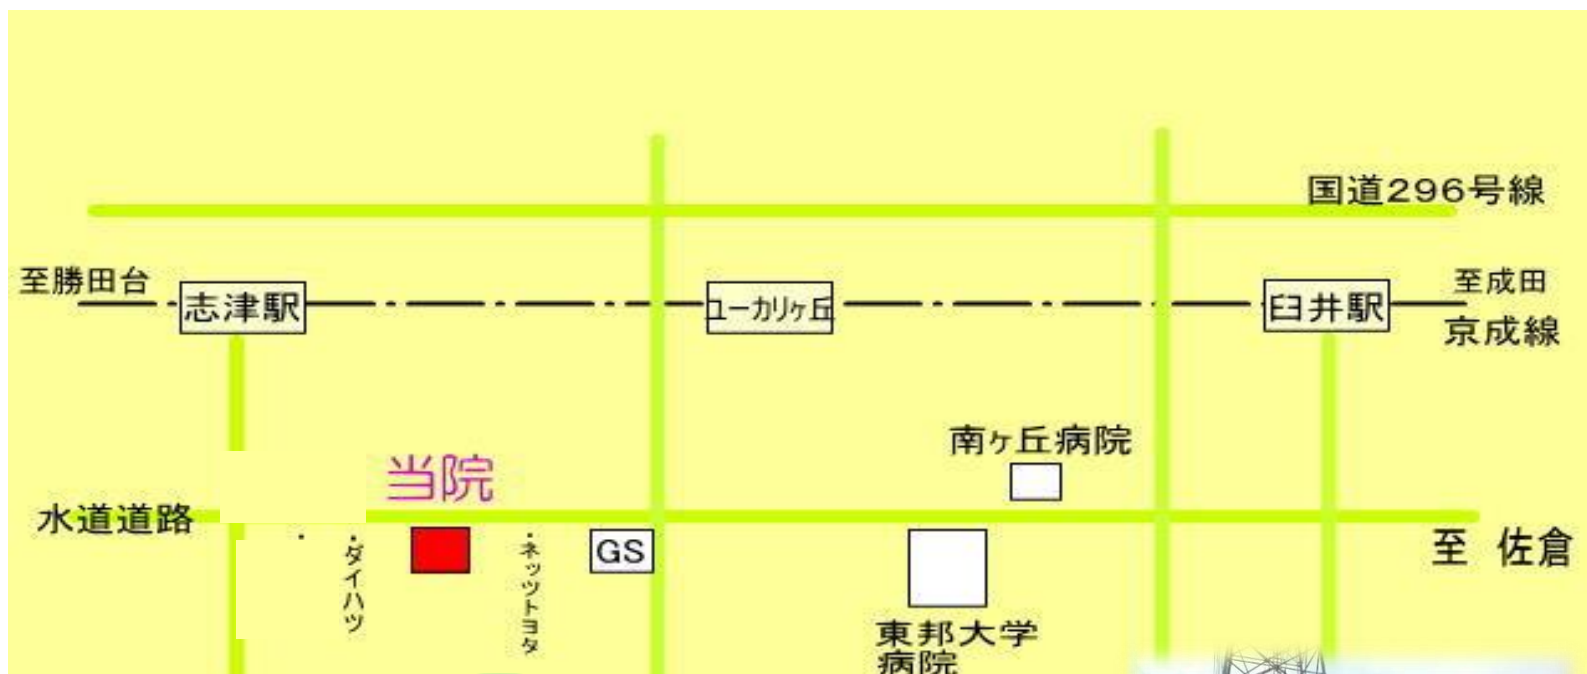 国道296号線
至勝田台
志津駅
ユーカリヶ丘
臼井駅
至成田
京成線
南ヶ丘病院
当院
水道道路
・ダイハツ
・ネッツトヨタ
GS
至 佐倉
東邦大学
病院